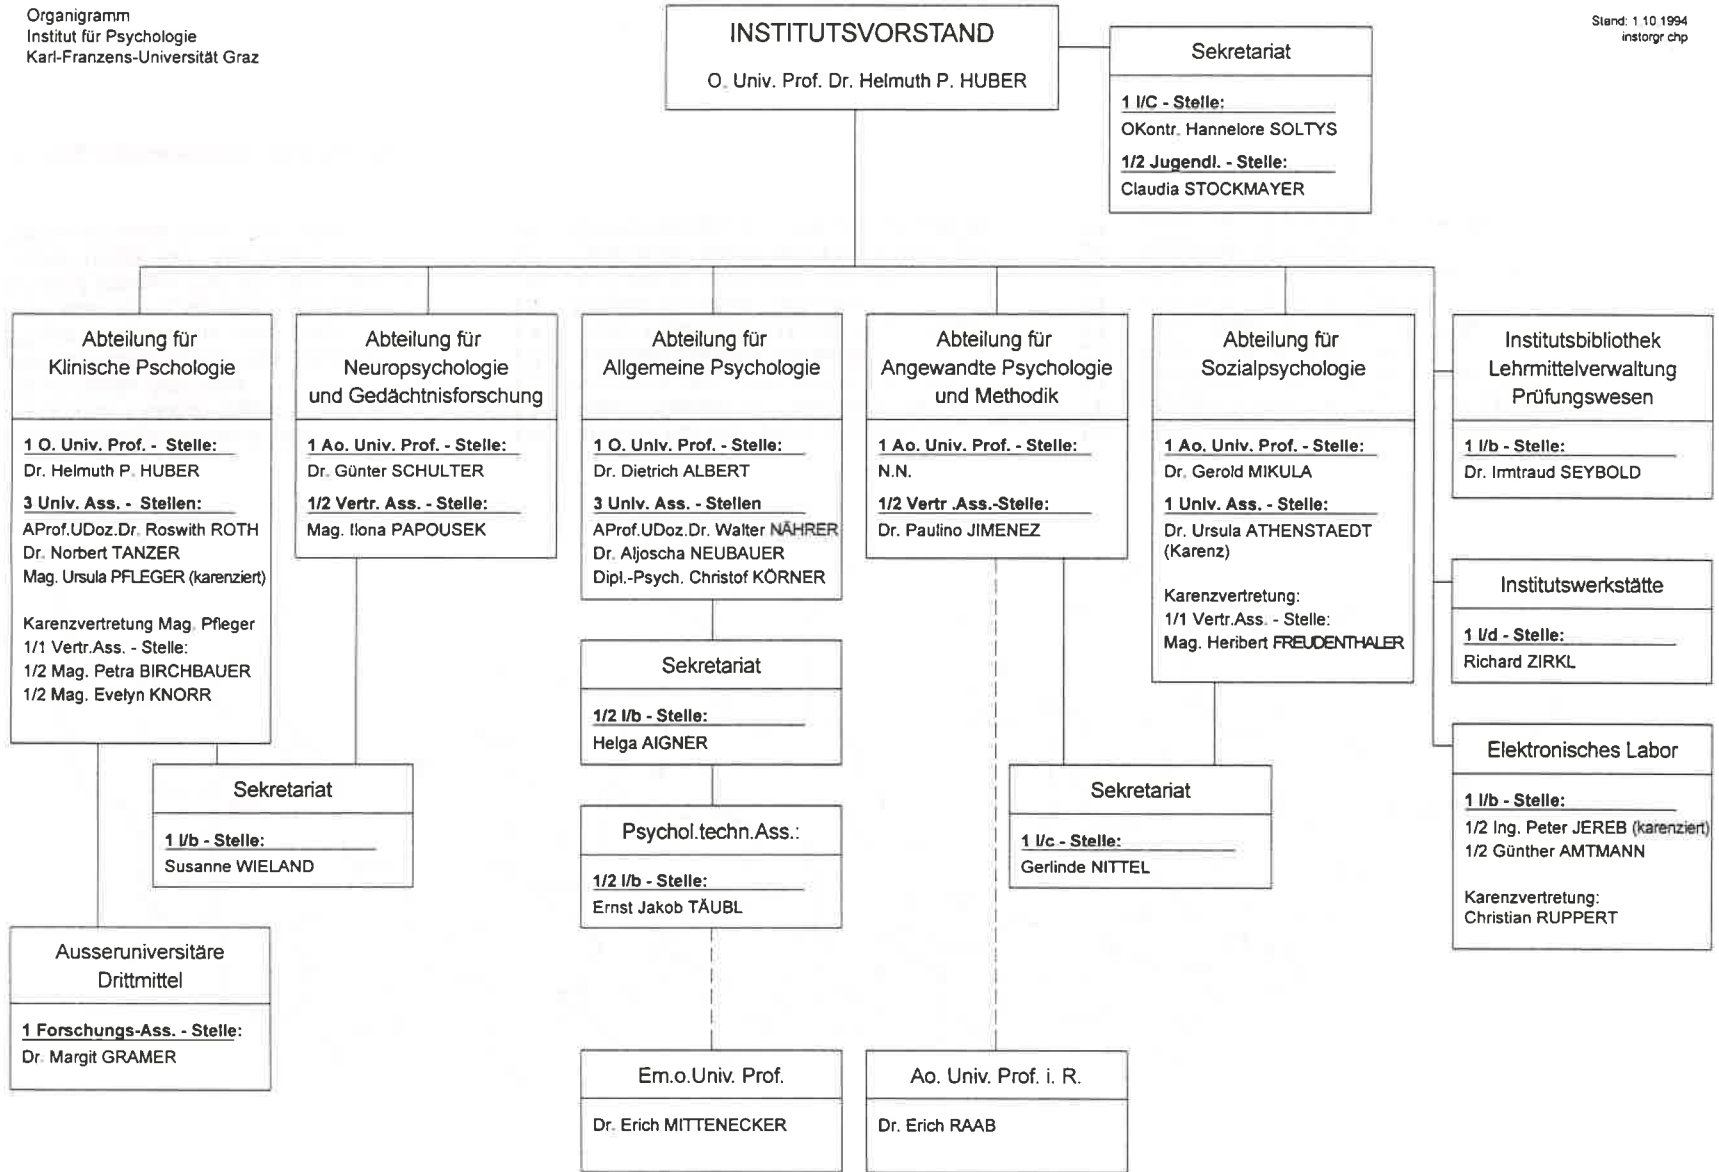 Organigramm
Institut für Psychologie
Karl-Franzens-Universität Graz
Stand: 1 10 1994
instorgr chp
INSTITUTSVORSTAND
O. Univ. Prof. Dr. Helmuth P. HUBER
Sekretariat
1 I/C - Stelle:
OKontr. Hannelore SOLTYS
1/2 Jugendl. - Stelle:
Claudia STOCKMAYER
Abteilung für
Klinische Pschologie
1 O. Univ. Prof. - Stelle:
Dr. Helmuth P. HUBER
3 Univ. Ass. - Stellen:
AProf.UDoz.Dr. Roswith ROTH
Dr. Norbert TANZER
Mag. Ursula PFLEGER (karenziert)
Karenzvertretung Mag. Pfleger
1/1 Vertr.Ass. - Stelle:
1/2 Mag. Petra BIRCHBAUER
1/2 Mag. Evelyn KNORR
Abteilung für
Neuropsychologie
und Gedächtnisforschung
1 Ao. Univ. Prof. - Stelle:
Dr. Günter SCHULTER
1/2 Vertr. Ass. - Stelle:
Mag. Ilona PAPOUSEK
Abteilung für
Allgemeine Psychologie
1 O. Univ. Prof. - Stelle:
Dr. Dietrich ALBERT
3 Univ. Ass. - Stellen
AProf.UDoz.Dr. Walter NÄHRER
Dr. Aljoscha NEUBAUER
Dipl.-Psych. Christof KÖRNER
Abteilung für
Angewandte Psychologie
und Methodik
1 Ao. Univ. Prof. - Stelle:
N.N.
1/2 Vertr .Ass.-Stelle:
Dr. Paulino JIMENEZ
Abteilung für
Sozialpsychologie
1 Ao. Univ. Prof. - Stelle:
Dr. Gerold MIKULA
1 Univ. Ass. - Stelle:
Dr. Ursula ATHENSTAEDT
(Karenz)
Karenzvertretung:
1/1 Vertr.Ass. - Stelle:
Mag. Heribert FREUDENTHALER
Institutsbibliothek
Lehrmittelverwaltung
Prüfungswesen
1 I/b - Stelle:
Dr. Irmtraud SEYBOLD
Institutswerkstätte
1 I/d - Stelle:
Richard ZIRKL
Elektronisches Labor
1 I/b - Stelle:
1/2 Ing. Peter JEREB (karenziert)
1/2 Günther AMTMANN
Karenzvertretung:
Christian RUPPERT
Sekretariat
1/2 I/b - Stelle:
Helga AIGNER
Sekretariat
1 I/b - Stelle:
Susanne WIELAND
Psychol.techn.Ass.:
1/2 I/b - Stelle:
Ernst Jakob TÄUBL
Sekretariat
1 I/c - Stelle:
Gerlinde NITTEL
Ausseruniversitäre
Drittmittel
1 Forschungs-Ass. - Stelle:
Dr. Margit GRAMER
Em.o.Univ. Prof.
Dr. Erich MITTENECKER
Ao. Univ. Prof. i. R.
Dr. Erich RAAB